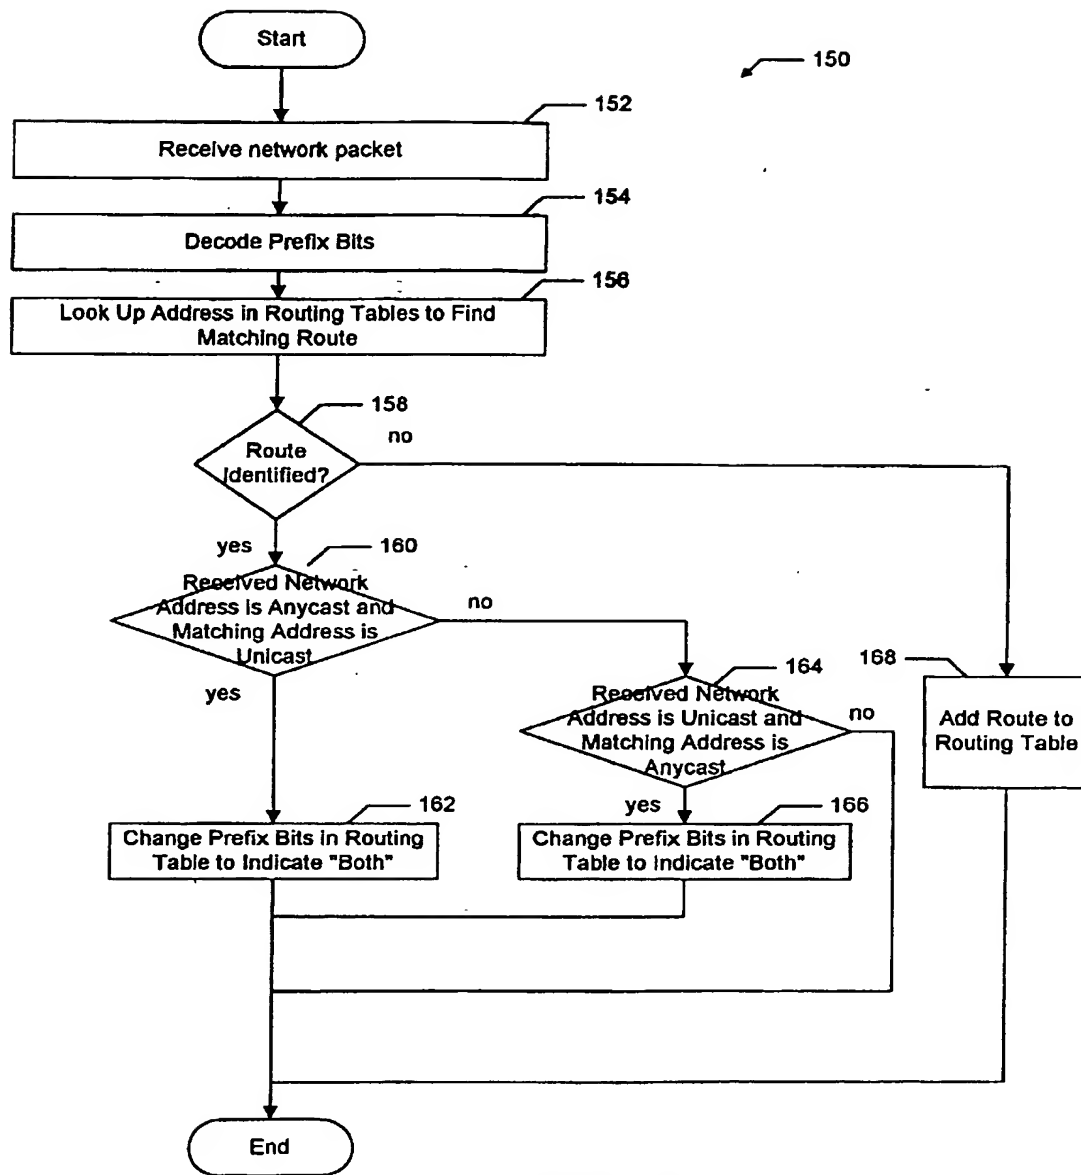 Start
150
152
Receive network packet
154
Decode Prefix Bits
156
Look Up Address in Routing Tables to Find
Matching Route
158
no
Route
Identified?
yes
160
Received Network
Address is Anycast and
Matching Address is
Unicast
no
yes
164
Received Network
Address is Unicast and
Matching Address is
Anycast
no
168
Add Route to
Routing Table
162
Change Prefix Bits in Routing
Table to Indicate "Both"
yes
166
Change Prefix Bits in Routing
Table to Indicate "Both"
End